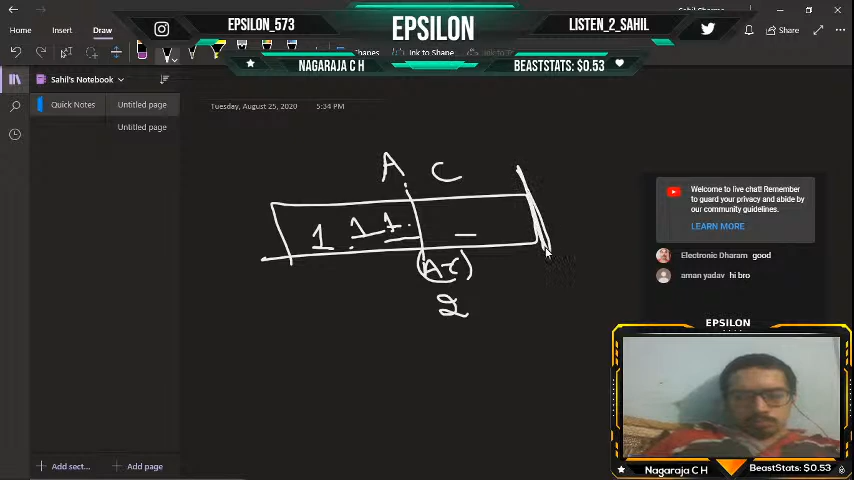 EPSILON_573
EPSILON
LISTEN_2_SAHIL
Home Insert Draw
Share
Shapes Ink to Shape
NAGARAJA C H
BEASTSTATS: $0.53
Sahil's Notebook
Quick Notes
Untitled page
Untitled page
Tuesday, August 25, 2020 5:34 PM
A C
1 1 1
2
Welcome to live chat! Remember
to guard your privacy and abide by
our community guidelines.
LEARN MORE
Electronic Dharam good
aman yadav hi bro
EPSILON
Add sect...
Add page
Nagaraja C H
BeastStats: $0.53